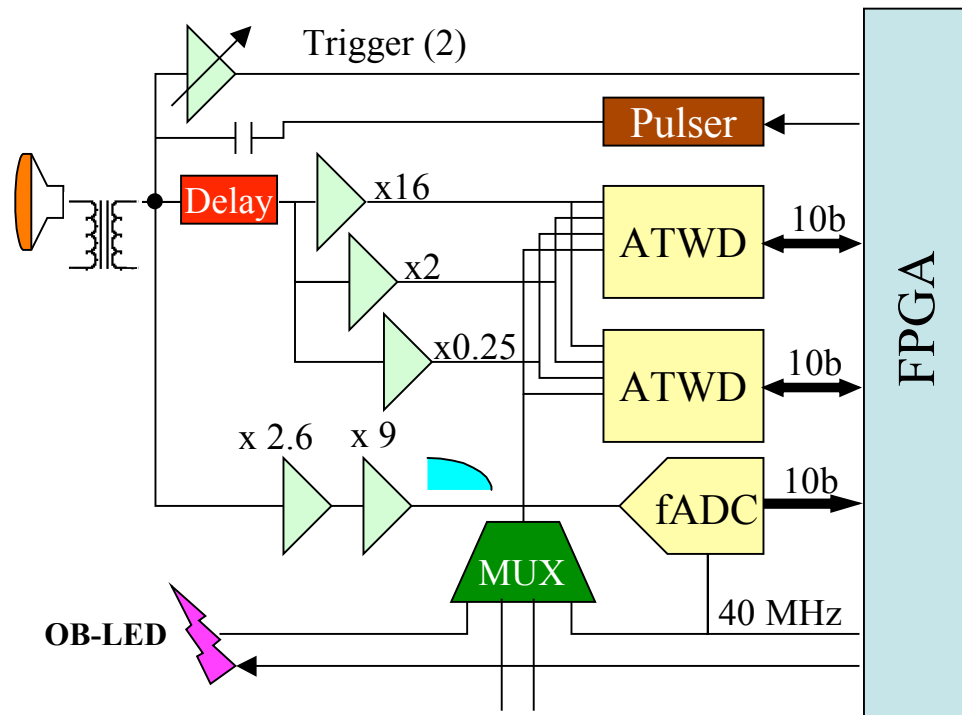 Trigger (2)
Pulser
Delay
x16
ATWD
10b
x2
x0.25
ATWD
10b
FPGA
x 2.6
x 9
fADC
10b
MUX
40 MHz
OB-LED